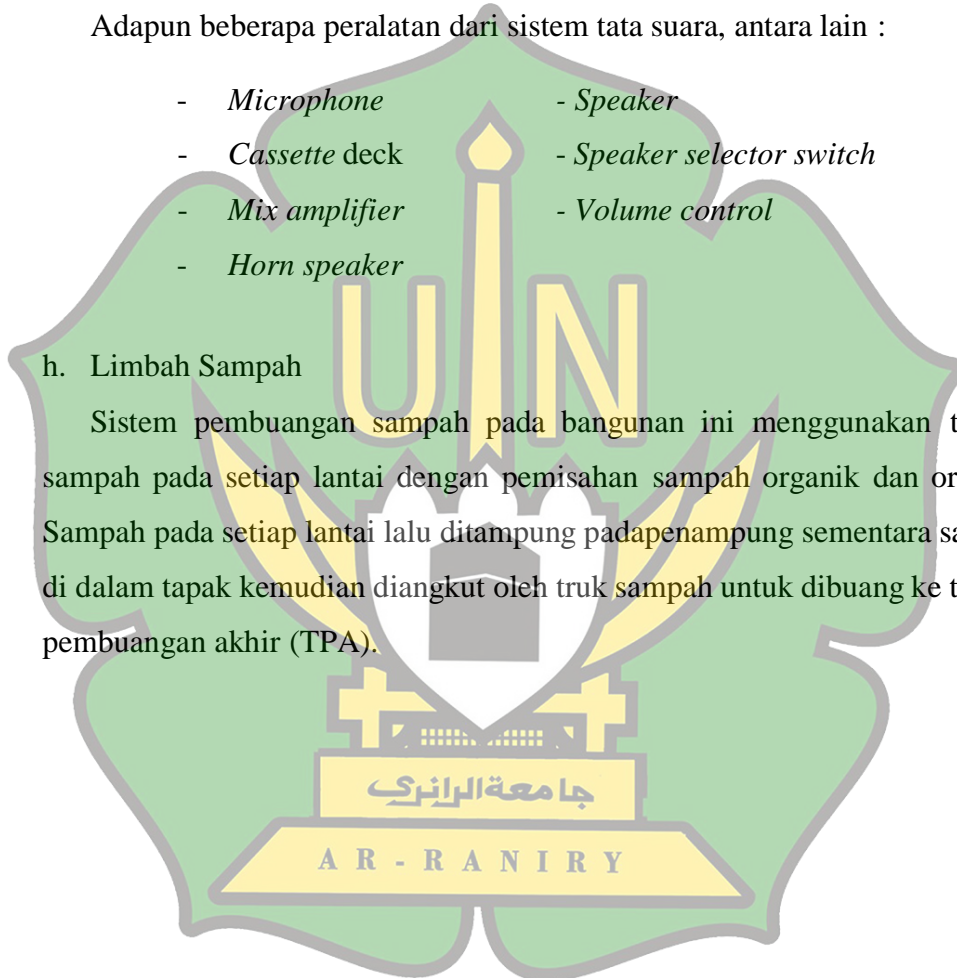 Adapun beberapa peralatan dari sistem tata suara, antara lain :
- Microphone - Speaker
- Cassette deck - Speaker selector switch
- Mix amplifier - Volume control
- Horn speaker
h. Limbah Sampah
Sistem pembuangan sampah pada bangunan ini menggunakan t
sampah pada setiap lantai dengan pemisahan sampah organik dan or
Sampah pada setiap lantai lalu ditampung padapenampung sementara sa
di dalam tapak kemudian diangkut oleh truk sampah untuk dibuang ke t
pembuangan akhir (TPA).
UIN
جامعة الرانري
AR-RANIRY